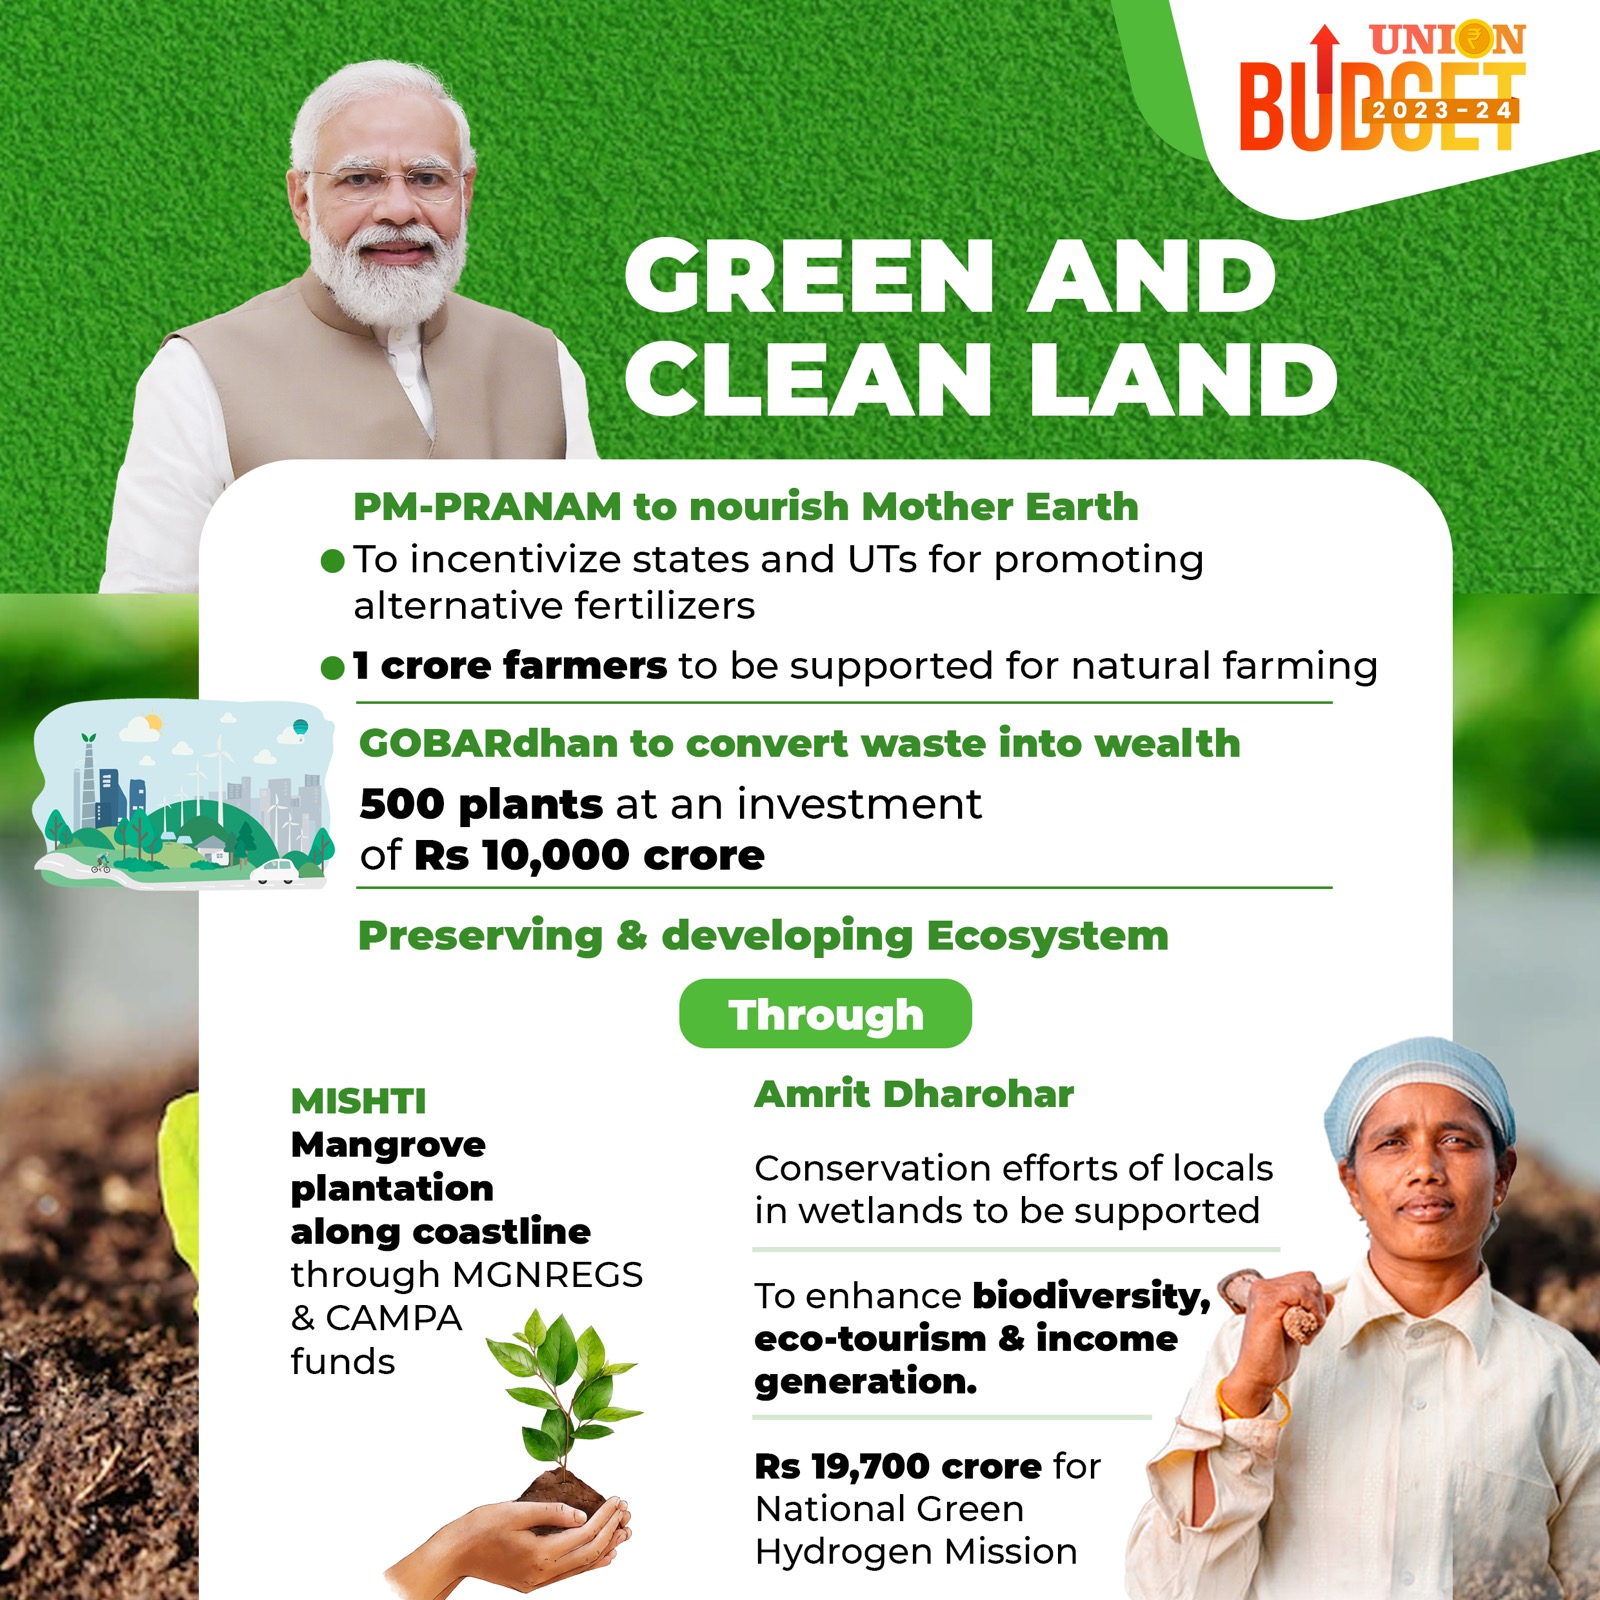 UNION
BUDGET
2023-24
GREEN AND
CLEAN LAND
PM-PRANAM to nourish Mother Earth
To incentivize states and UTs for promoting
alternative fertilizers
1 crore farmers to be supported for natural farming
GOBARdhan to convert waste into wealth
500 plants at an investment
of Rs 10,000 crore
Preserving & developing Ecosystem
Through
MISHTI
Mangrove
plantation
along coastline
through MGNREGS
& CAMPA
funds
Amrit Dharohar
Conservation efforts of locals
in wetlands to be supported
To enhance biodiversity,
eco-tourism & income
generation.
Rs 19,700 crore for
National Green
Hydrogen Mission